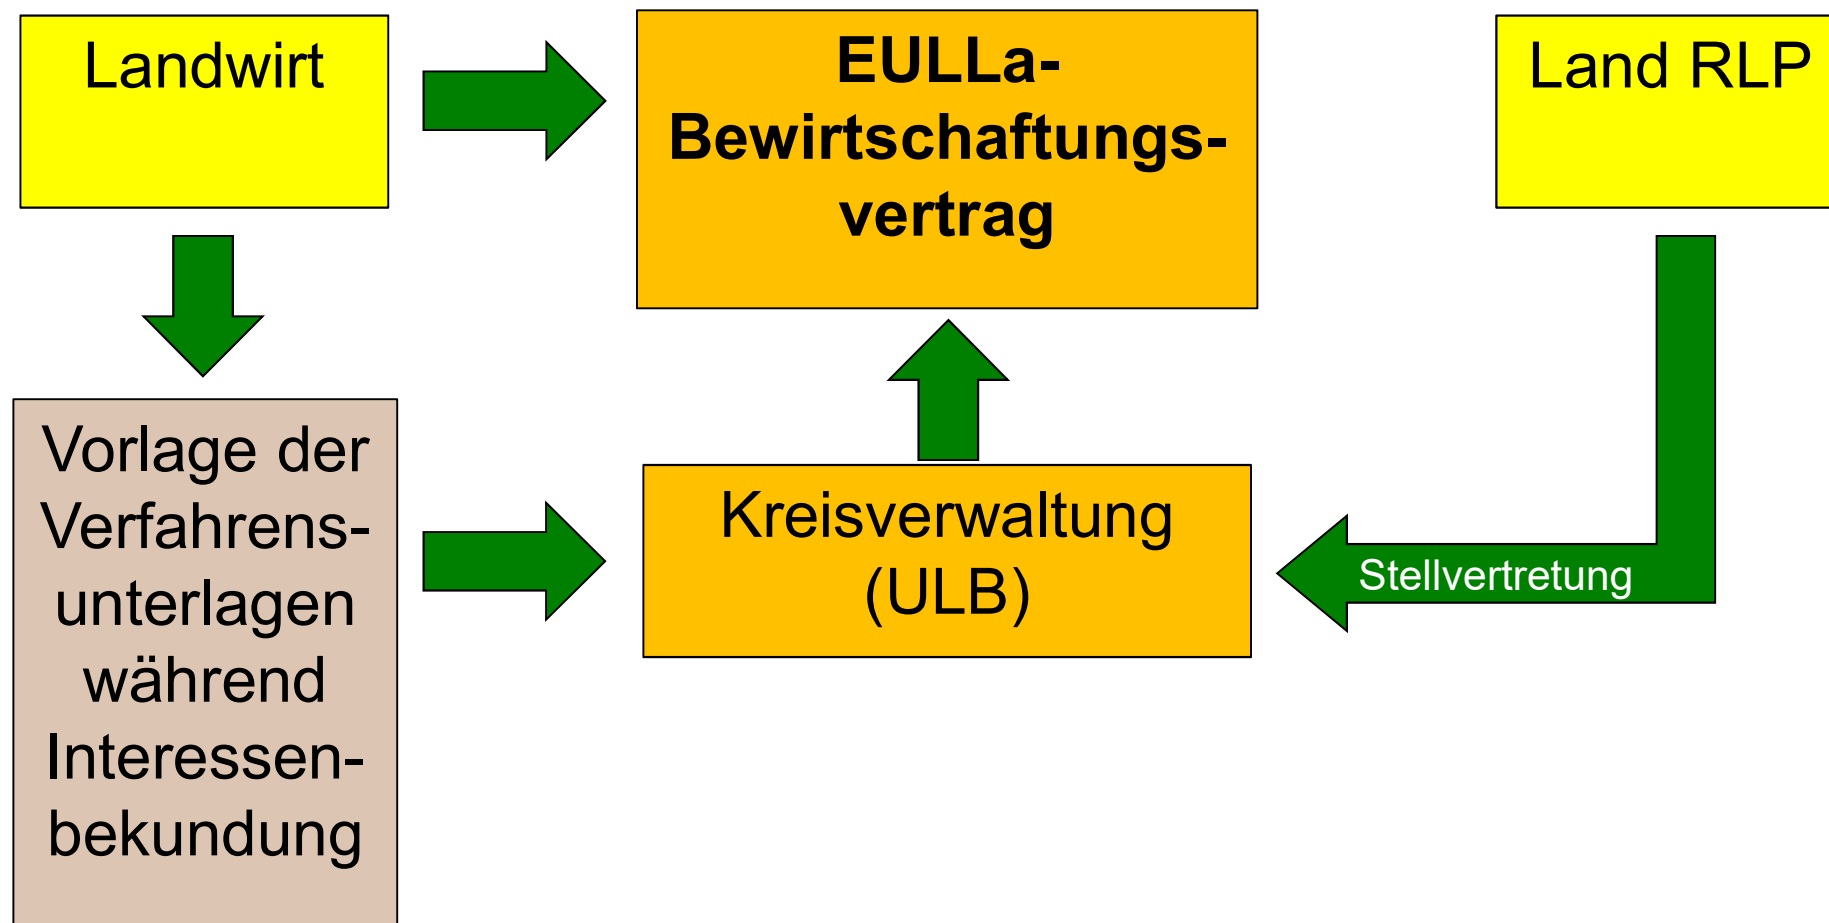 Landwirt
EULLa-
Bewirtschaftungs-
vertrag
Land RLP
Vorlage der
Verfahrens-
unterlagen
während
Interessen-
bekundung
Kreisverwaltung
(ULB)
Stellvertretung